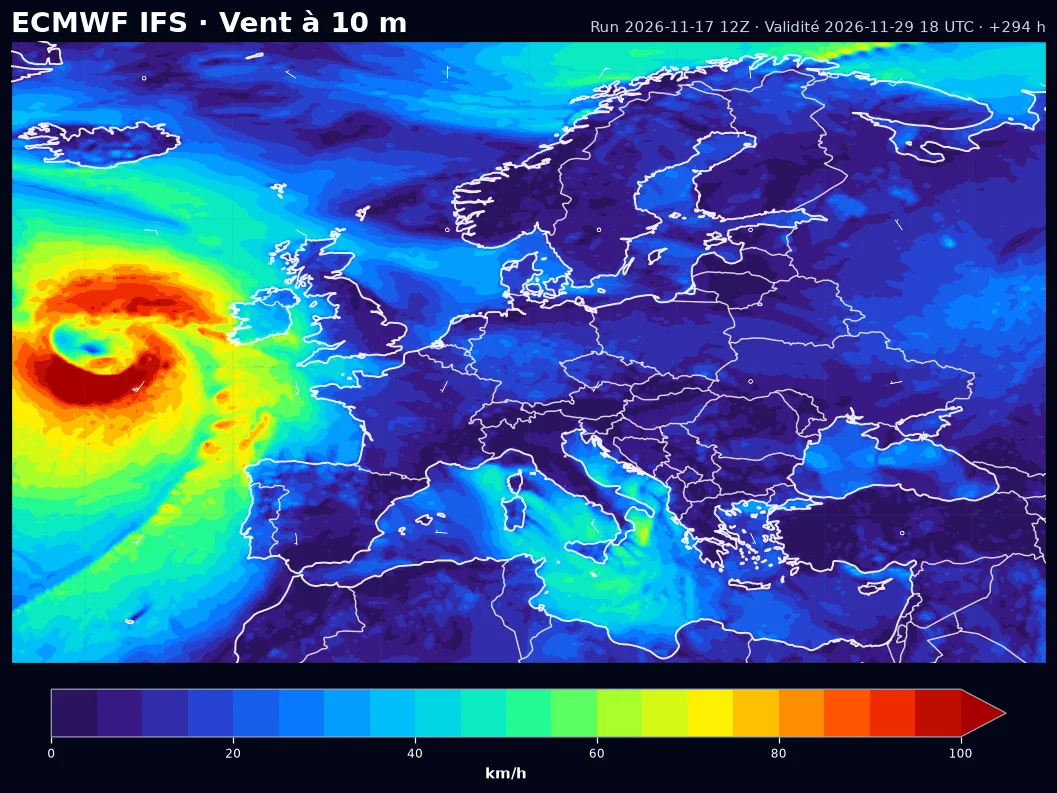 ECMWF IFS · Vent à 10 m
Run 2026-11-17 12Z · Validité 2026-11-29 18 UTC · +294 h
0 20 40 60 80 100
km/h